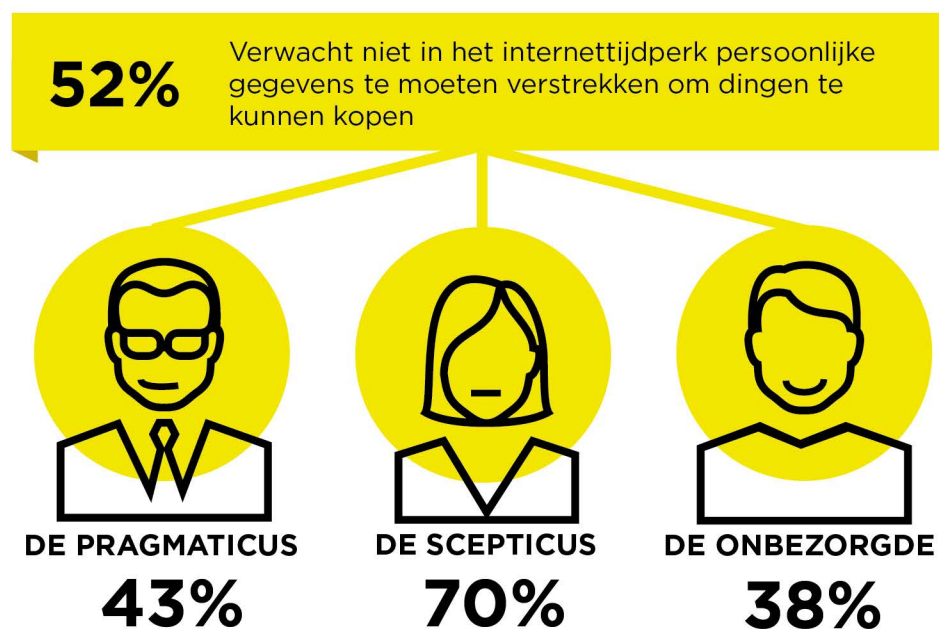 52%
Verwacht niet in het internettijdperk persoonlijke
gegevens te moeten verstrekken om dingen te
kunnen kopen
DE PRAGMATICUS
43%
DE SCEPTICUS
70%
DE ONBEZORGDE
38%